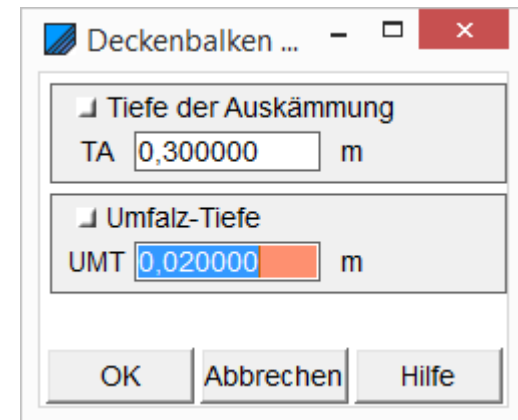 Deckenbalken ...
Tiefe der Auskämmung
TA 0,300000 m
Umfalz-Tiefe
UMT 0,020000 m
OK Abbrechen Hilfe